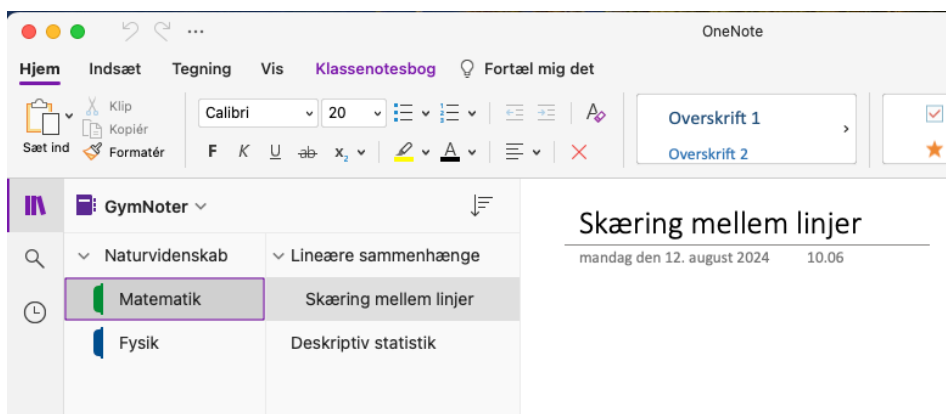 OneNote
Hjem Indsæt Tegning Vis Klassenotesbog Fortæl mig det
Sæt ind
Klip
Kopiér
Formatér
Calibri 20
F K U ab x₂ A
A
Overskrift 1
Overskrift 2
GymNoter
Naturvidenskab
Matematik
Fysik
Lineære sammenhænge
Skæring mellem linjer
Deskriptiv statistik
Skæring mellem linjer
mandag den 12. august 2024 10.06